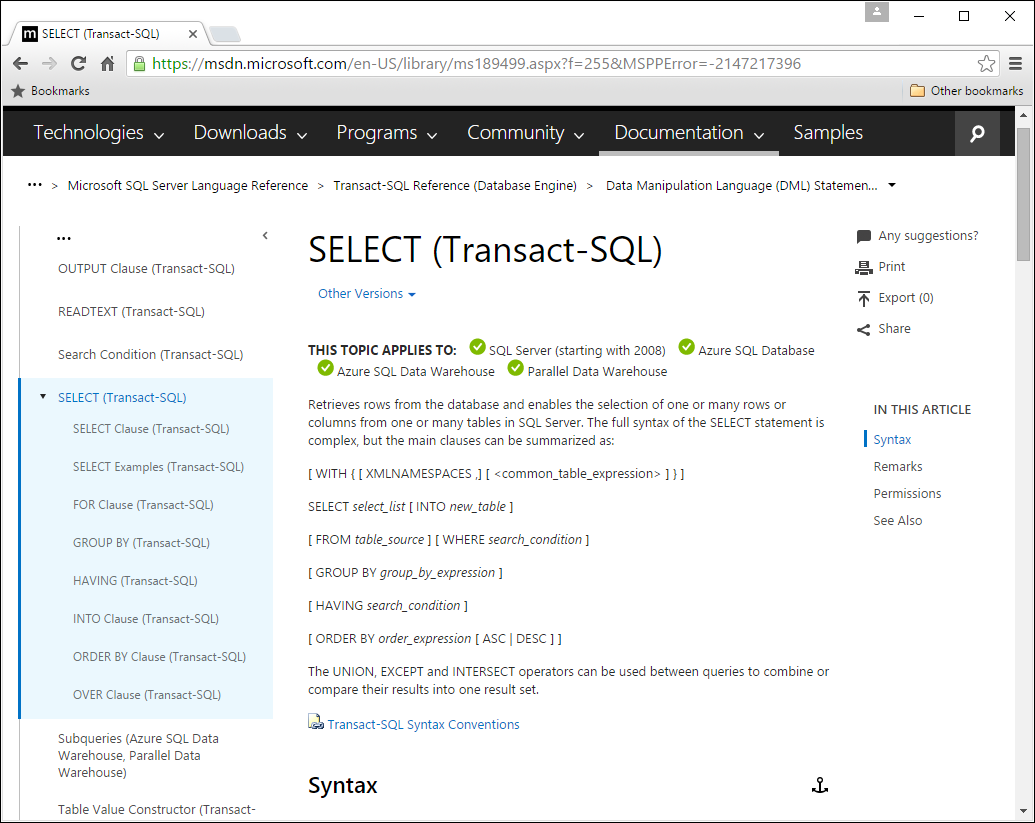 m SELECT (Transact-SQL)
https://msdn.microsoft.com/en-US/library/ms189499.aspx?f=255&MSPPError=-2147217396
Bookmarks
Other bookmarks
Technologies
Downloads
Programs
Community
Documentation
Samples
... > Microsoft SQL Server Language Reference > Transact-SQL Reference (Database Engine) > Data Manipulation Language (DML) Statemen...
...
OUTPUT Clause (Transact-SQL)
READTEXT (Transact-SQL)
Search Condition (Transact-SQL)
SELECT (Transact-SQL)
SELECT Clause (Transact-SQL)
SELECT Examples (Transact-SQL)
FOR Clause (Transact-SQL)
GROUP BY (Transact-SQL)
HAVING (Transact-SQL)
INTO Clause (Transact-SQL)
ORDER BY Clause (Transact-SQL)
OVER Clause (Transact-SQL)
Subqueries (Azure SQL Data
Warehouse, Parallel Data
Warehouse)
Table Value Constructor (Transact-
SELECT (Transact-SQL)
Other Versions
THIS TOPIC APPLIES TO: SQL Server (starting with 2008) Azure SQL Database
Azure SQL Data Warehouse Parallel Data Warehouse
Retrieves rows from the database and enables the selection of one or many rows or
columns from one or many tables in SQL Server. The full syntax of the SELECT statement is
complex, but the main clauses can be summarized as:
[ WITH { [ XMLNAMESPACES ,] [ <common_table_expression> ] } ]
SELECT select_list [ INTO new_table ]
[ FROM table_source ] [ WHERE search_condition ]
[ GROUP BY group_by_expression ]
[ HAVING search_condition ]
[ ORDER BY order_expression [ ASC | DESC ] ]
The UNION, EXCEPT and INTERSECT operators can be used between queries to combine or
compare their results into one result set.
Transact-SQL Syntax Conventions
Syntax
Any suggestions?
Print
Export (0)
Share
IN THIS ARTICLE
Syntax
Remarks
Permissions
See Also